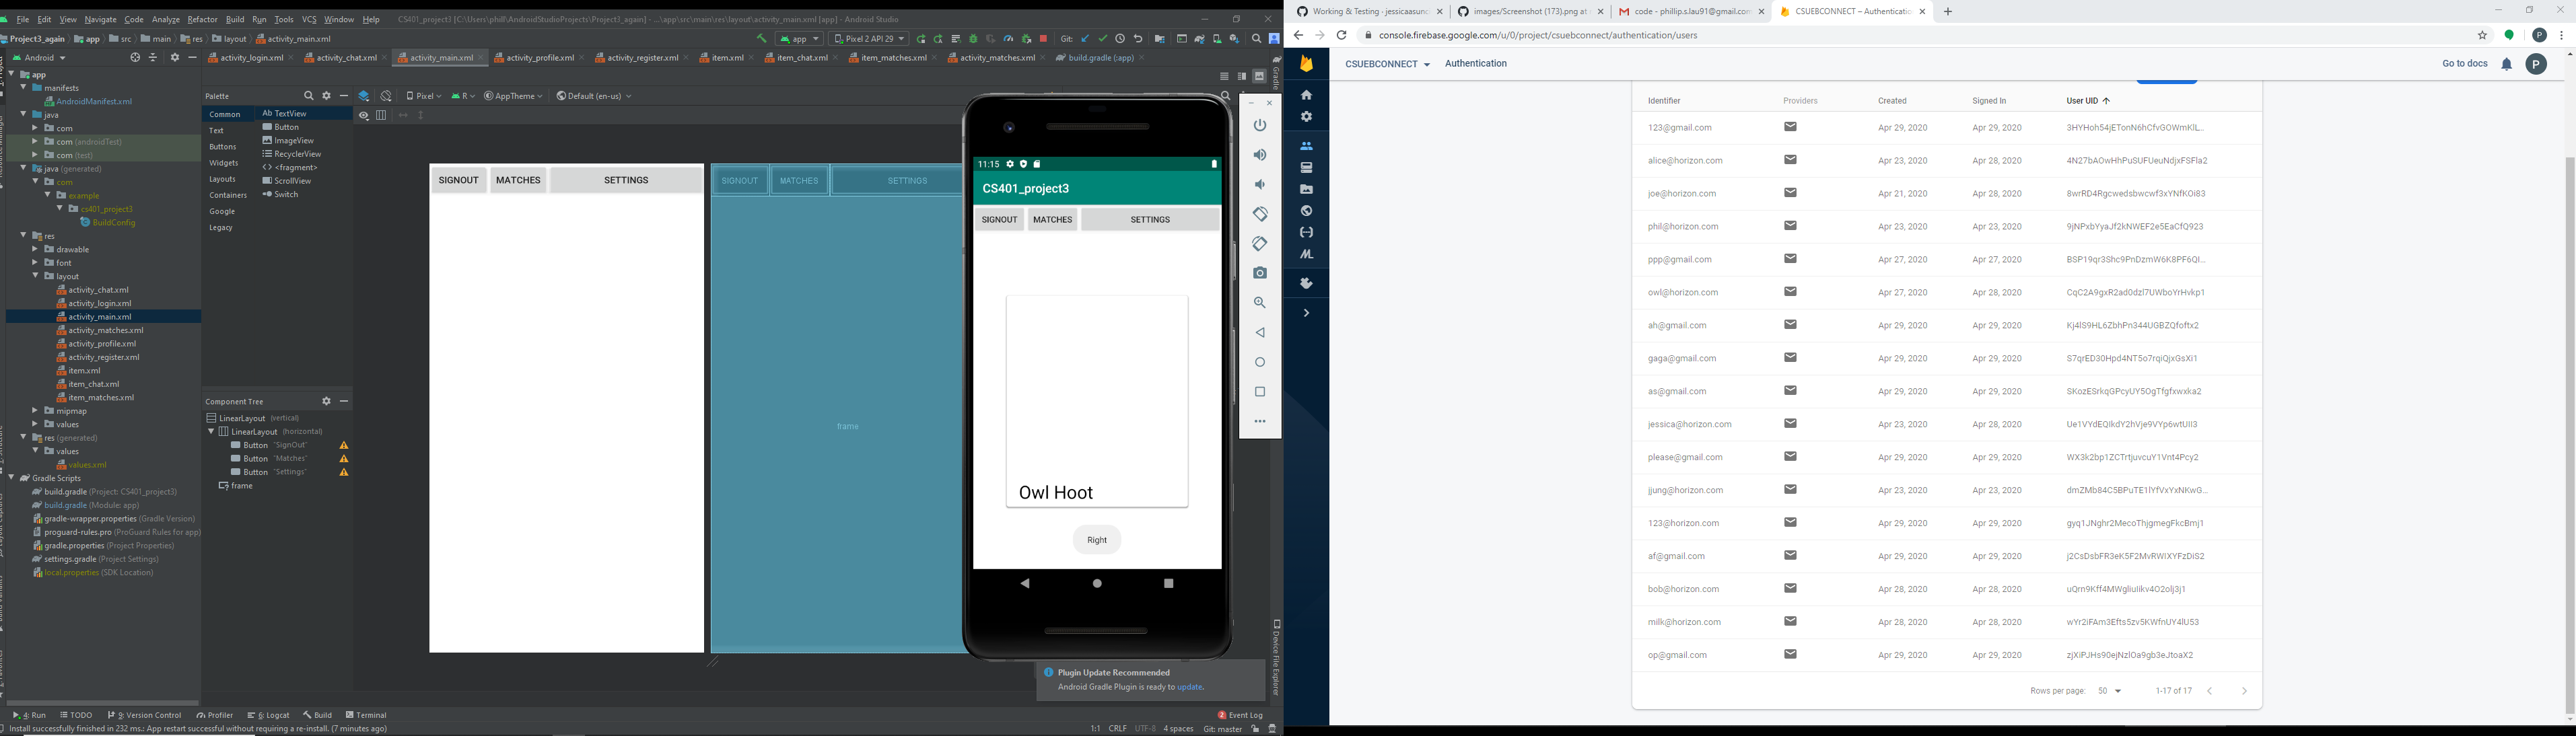 File Edit View Navigate Code Analyze Refactor Build Run Tools VCS Window Help CS401_project3 [C:\Users\phill\AndroidStudioProjects\Project3_again] - ...\app\src\main\res\layout\activity_main.xml [app] - Android Studio
Project3_again app src main res layout activity_main.xml
app Pixel 2 API 29 Git:
Android
activity_login.xml activity_chat.xml activity_main.xml activity_profile.xml activity_register.xml item.xml item_chat.xml item_matches.xml activity_matches.xml build.gradle (:app)
app
manifests
AndroidManifest.xml
java
com
com (androidTest)
com (test)
java (generated)
com
example
cs401_project3
BuildConfig
res
drawable
font
layout
activity_chat.xml
activity_login.xml
activity_main.xml
activity_matches.xml
activity_profile.xml
activity_register.xml
item.xml
item_chat.xml
item_matches.xml
mipmap
values
res (generated)
values
values.xml
Gradle Scripts
build.gradle (Project: CS401_project3)
build.gradle (Module: app)
gradle-wrapper.properties (Gradle Version)
proguard-rules.pro (ProGuard Rules for app)
gradle.properties (Project Properties)
settings.gradle (Project Settings)
local.properties (SDK Location)
Palette
Common
Text
Buttons
Widgets
Layouts
Containers
Google
Legacy
Ab TextView
Button
ImageView
RecyclerView
<fragment>
ScrollView
Switch
Component Tree
LinearLayout (vertical)
LinearLayout (horizontal)
Button "SignOut"
Button "Matches"
Button "Settings"
frame
Pixel R AppTheme Default (en-us)
SIGNOUT MATCHES SETTINGS
SIGNOUT MATCHES SETTINGS
frame
11:15
CS401_project3
SIGNOUT MATCHES SETTINGS
Owl Hoot
Right
Gradle
Device File Explorer
Plugin Update Recommended
Android Gradle Plugin is ready to update.
4: Run TODO 9: Version Control Profiler 6: Logcat Build Terminal
2 Event Log
Install successfully finished in 232 ms.: App restart successful without requiring a re-install. (7 minutes ago)
1:1 CRLF UTF-8 4 spaces Git: master
Working & Testing - jessicaasunc images/Screenshot (173).png at code - phillip.s.lau91@gmail.com CSUEBCONNECT – Authenticatio
console.firebase.google.com/u/0/project/csuebconnect/authentication/users
CSUEBCONNECT Authentication
Go to docs P
Identifier Providers Created Signed In User UID
123@gmail.com Apr 29, 2020 Apr 29, 2020
alice@horizon.com Apr 23, 2020 Apr 28, 2020
joe@horizon.com Apr 21, 2020 Apr 28, 2020
phil@horizon.com Apr 23, 2020 Apr 23, 2020
ppp@gmail.com Apr 27, 2020 Apr 27, 2020
owl@horizon.com Apr 27, 2020 Apr 28, 2020
ah@gmail.com Apr 29, 2020 Apr 29, 2020
gaga@gmail.com Apr 29, 2020 Apr 29, 2020
as@gmail.com Apr 29, 2020 Apr 29, 2020
jessica@horizon.com Apr 23, 2020 Apr 28, 2020
please@gmail.com Apr 29, 2020 Apr 29, 2020
jjung@horizon.com Apr 23, 2020 Apr 23, 2020
123@horizon.com Apr 29, 2020 Apr 29, 2020
af@gmail.com Apr 29, 2020 Apr 29, 2020
bob@horizon.com Apr 28, 2020 Apr 28, 2020
milk@horizon.com Apr 28, 2020 Apr 28, 2020
op@gmail.com Apr 29, 2020 Apr 29, 2020
Rows per page: 50 1-17 of 17